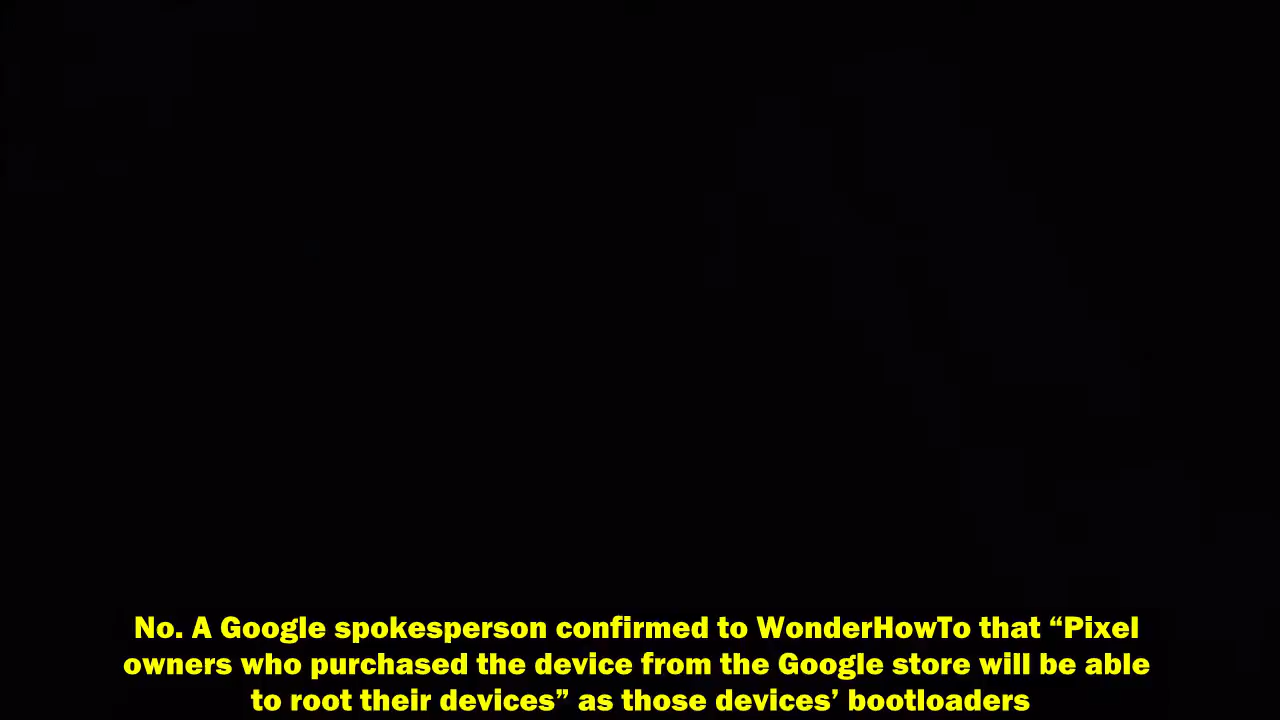 No. A Google spokesperson confirmed to WonderHowTo that “Pixel
owners who purchased the device from the Google store will be able
to root their devices” as those devices’ bootloaders